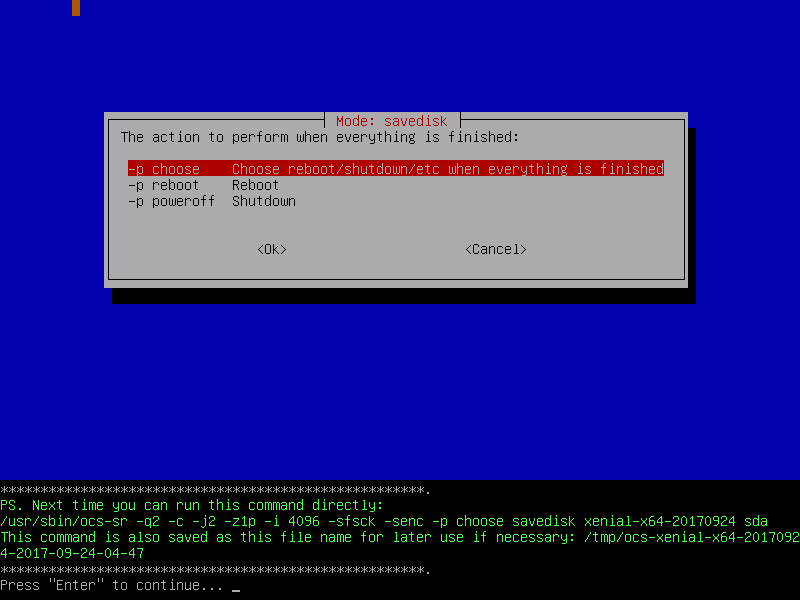 Mode: savedisk
The action to perform when everything is finished:
-p choose    Choose reboot/shutdown/etc when everything is finished
-p reboot    Reboot
-p poweroff  Shutdown
<Ok>                      <Cancel>
*****************************************************.
PS. Next time you can run this command directly:
/usr/sbin/ocs-sr -q2 -c -j2 -z1p -i 4096 -sfsck -senc -p choose savedisk xenial-x64-20170924 sda
This command is also saved as this file name for later use if necessary: /tmp/ocs-xenial-x64-2017092
4-2017-09-24-04-47
*****************************************************.
Press "Enter" to continue... _